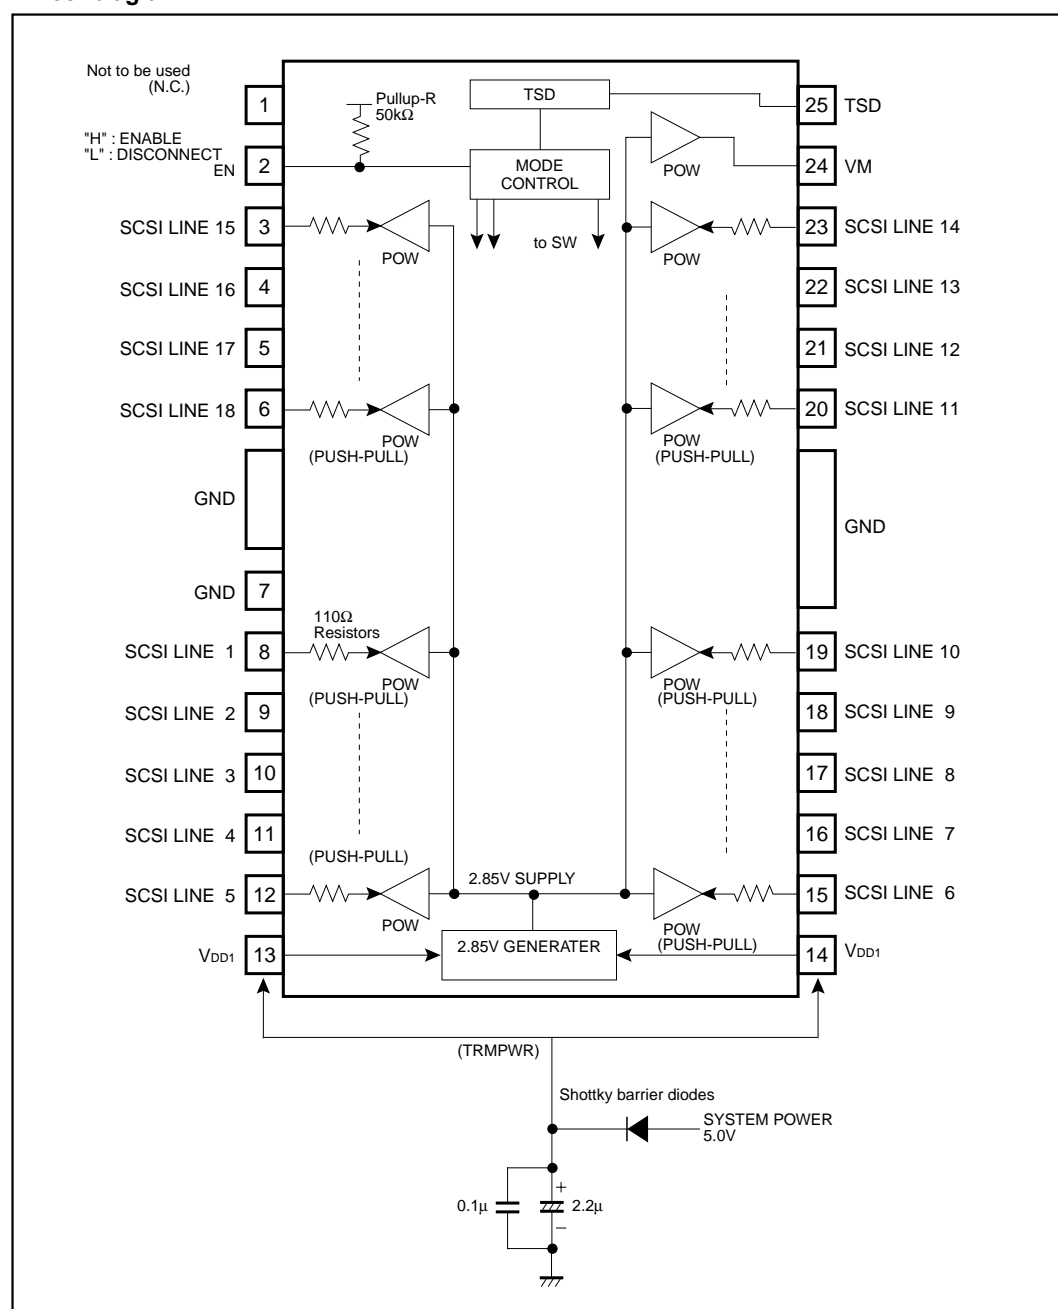 Not to be used
(N.C.)
1
Pullup-R
50kΩ
TSD
25 TSD
"H" : ENABLE
"L" : DISCONNECT
EN 2
MODE
CONTROL
POW
24 VM
SCSI LINE 15 3
POW
to SW
POW
23 SCSI LINE 14
SCSI LINE 16 4
22 SCSI LINE 13
SCSI LINE 17 5
21 SCSI LINE 12
SCSI LINE 18 6
POW
(PUSH-PULL)
POW
(PUSH-PULL)
20 SCSI LINE 11
GND
GND
GND 7
110Ω
Resistors
SCSI LINE 1 8
POW
(PUSH-PULL)
POW
(PUSH-PULL)
19 SCSI LINE 10
SCSI LINE 2 9
18 SCSI LINE 9
SCSI LINE 3 10
17 SCSI LINE 8
SCSI LINE 4 11
16 SCSI LINE 7
(PUSH-PULL)
SCSI LINE 5 12
POW
2.85V SUPPLY
POW
(PUSH-PULL)
15 SCSI LINE 6
VDD1 13
2.85V GENERATER
14 VDD1
(TRMPWR)
Shottky barrier diodes
SYSTEM POWER
5.0V
0.1μ
+
2.2μ
–